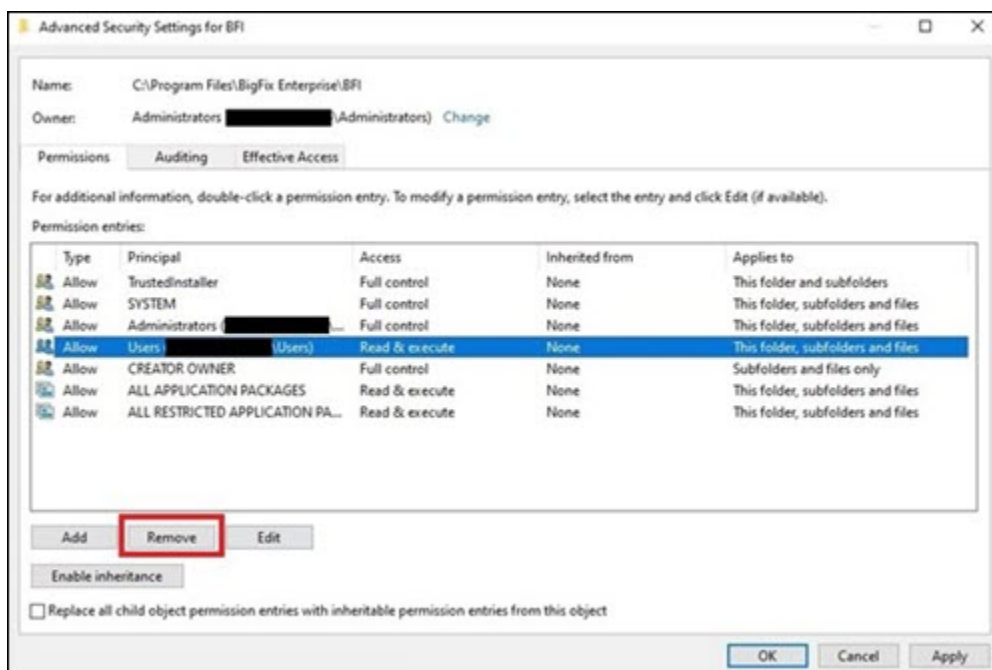 Advanced Security Settings for BFI
Name: C:\Program Files\BigFix Enterprise\BFI
Owner: Administrators \Administrators) Change
Permissions Auditing Effective Access
For additional information, double-click a permission entry. To modify a permission entry, select the entry and click Edit (if available).
Permission entries:
Type Principal Access Inherited from Applies to
Allow TrustedInstaller Full control None This folder and subfolders
Allow SYSTEM Full control None This folder, subfolders and files
Allow Administrators ( \... Full control None This folder, subfolders and files
Allow Users ( \Users) Read & execute None This folder, subfolders and files
Allow CREATOR OWNER Full control None Subfolders and files only
Allow ALL APPLICATION PACKAGES Read & execute None This folder, subfolders and files
Allow ALL RESTRICTED APPLICATION PA... Read & execute None This folder, subfolders and files
Add Remove Edit
Enable inheritance
Replace all child object permission entries with inheritable permission entries from this object
OK Cancel Apply